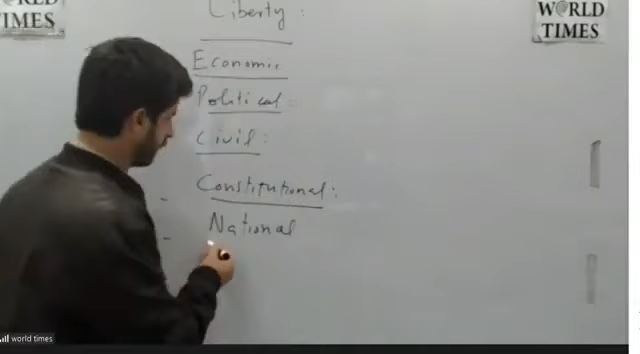 WORLD
TIMES
WORLD
TIMES
Liberty :
Economic
Political :
Civil :
- Constitutional :
- National
world times